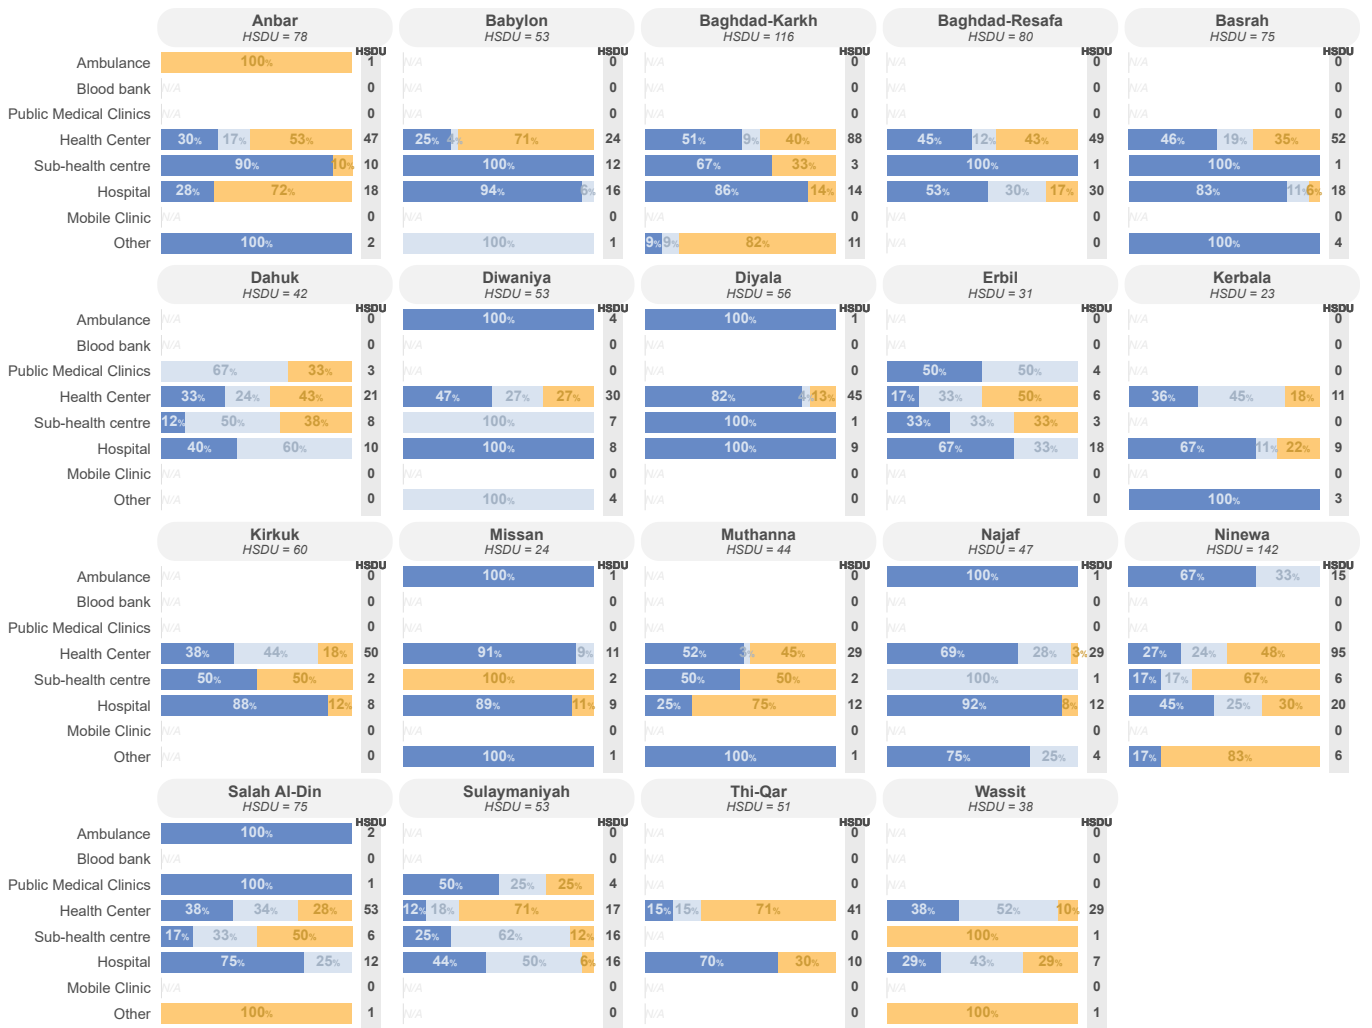 Anbar Babylon Baghdad-Karkh Baghdad-Resafa Basrah
HSDU = 78 HSDU = 53 HSDU = 116 HSDU = 80 HSDU = 75
HSDU HSDU HSDU HSDU HSDU
Ambulance 100% 1 N/A 0 N/A 0 N/A 0 N/A 0
Blood bank N/A 0 N/A 0 N/A 0 N/A 0 N/A 0
Public Medical Clinics N/A 0 N/A 0 N/A 0 N/A 0 N/A 0
Health Center 30% 17% 53% 47 25% 4% 71% 24 51% 9% 40% 88 45% 12% 43% 49 46% 19% 35% 52
Sub-health centre 90% 10% 10 100% 12 67% 33% 3 100% 1 100% 1
Hospital 28% 72% 18 94% 6% 16 86% 14% 14 53% 30% 17% 30 83% 11% 6% 18
Mobile Clinic N/A 0 N/A 0 N/A 0 N/A 0 N/A 0
Other 100% 2 100% 1 9% 9% 82% 11 N/A 0 100% 4
Dahuk Diwaniya Diyala Erbil Kerbala
HSDU = 42 HSDU = 53 HSDU = 56 HSDU = 31 HSDU = 23
HSDU HSDU HSDU HSDU HSDU
Ambulance N/A 0 100% 4 100% 1 N/A 0 N/A 0
Blood bank N/A 0 N/A 0 N/A 0 N/A 0 N/A 0
Public Medical Clinics 67% 33% 3 N/A 0 N/A 0 50% 50% 4 N/A 0
Health Center 33% 24% 43% 21 47% 27% 27% 30 82% 4% 13% 45 17% 33% 50% 6 36% 45% 18% 11
Sub-health centre 12% 50% 38% 8 100% 7 100% 1 33% 33% 33% 3 N/A 0
Hospital 40% 60% 10 100% 8 100% 9 67% 33% 18 67% 11% 22% 9
Mobile Clinic N/A 0 N/A 0 N/A 0 N/A 0 N/A 0
Other N/A 0 100% 4 N/A 0 N/A 0 100% 3
Kirkuk Missan Muthanna Najaf Ninewa
HSDU = 60 HSDU = 24 HSDU = 44 HSDU = 47 HSDU = 142
HSDU HSDU HSDU HSDU HSDU
Ambulance N/A 0 100% 1 N/A 0 100% 1 67% 33% 15
Blood bank N/A 0 N/A 0 N/A 0 N/A 0 N/A 0
Public Medical Clinics N/A 0 N/A 0 N/A 0 N/A 0 N/A 0
Health Center 38% 44% 18% 50 91% 9% 11 52% 3% 45% 29 69% 28% 3% 29 27% 24% 48% 95
Sub-health centre 50% 50% 2 100% 2 50% 50% 2 100% 1 17% 17% 67% 6
Hospital 88% 12% 8 89% 11% 9 25% 75% 12 92% 8% 12 45% 25% 30% 20
Mobile Clinic N/A 0 N/A 0 N/A 0 N/A 0 N/A 0
Other N/A 0 100% 1 100% 1 75% 25% 4 17% 83% 6
Salah Al-Din Sulaymaniyah Thi-Qar Wassit
HSDU = 75 HSDU = 53 HSDU = 51 HSDU = 38
HSDU HSDU HSDU HSDU
Ambulance 100% 2 N/A 0 N/A 0 N/A 0
Blood bank N/A 0 N/A 0 N/A 0 N/A 0
Public Medical Clinics 100% 1 50% 25% 25% 4 N/A 0 N/A 0
Health Center 38% 34% 28% 53 12% 18% 71% 17 15% 15% 71% 41 38% 52% 10% 29
Sub-health centre 17% 33% 50% 6 25% 62% 12% 16 N/A 0 100% 1
Hospital 75% 25% 12 44% 50% 6% 16 70% 30% 10 29% 43% 29% 7
Mobile Clinic N/A 0 N/A 0 N/A 0 N/A 0
Other 100% 1 N/A 0 N/A 0 100% 1